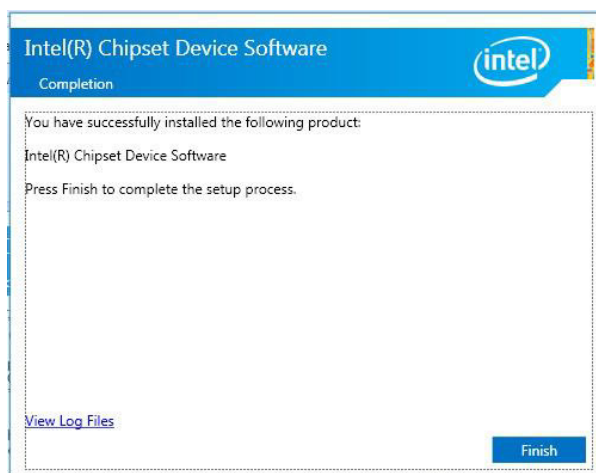 Intel(R) Chipset Device Software
intel
Completion
You have successfully installed the following product:
Intel(R) Chipset Device Software
Press Finish to complete the setup process.
View Log Files
Finish